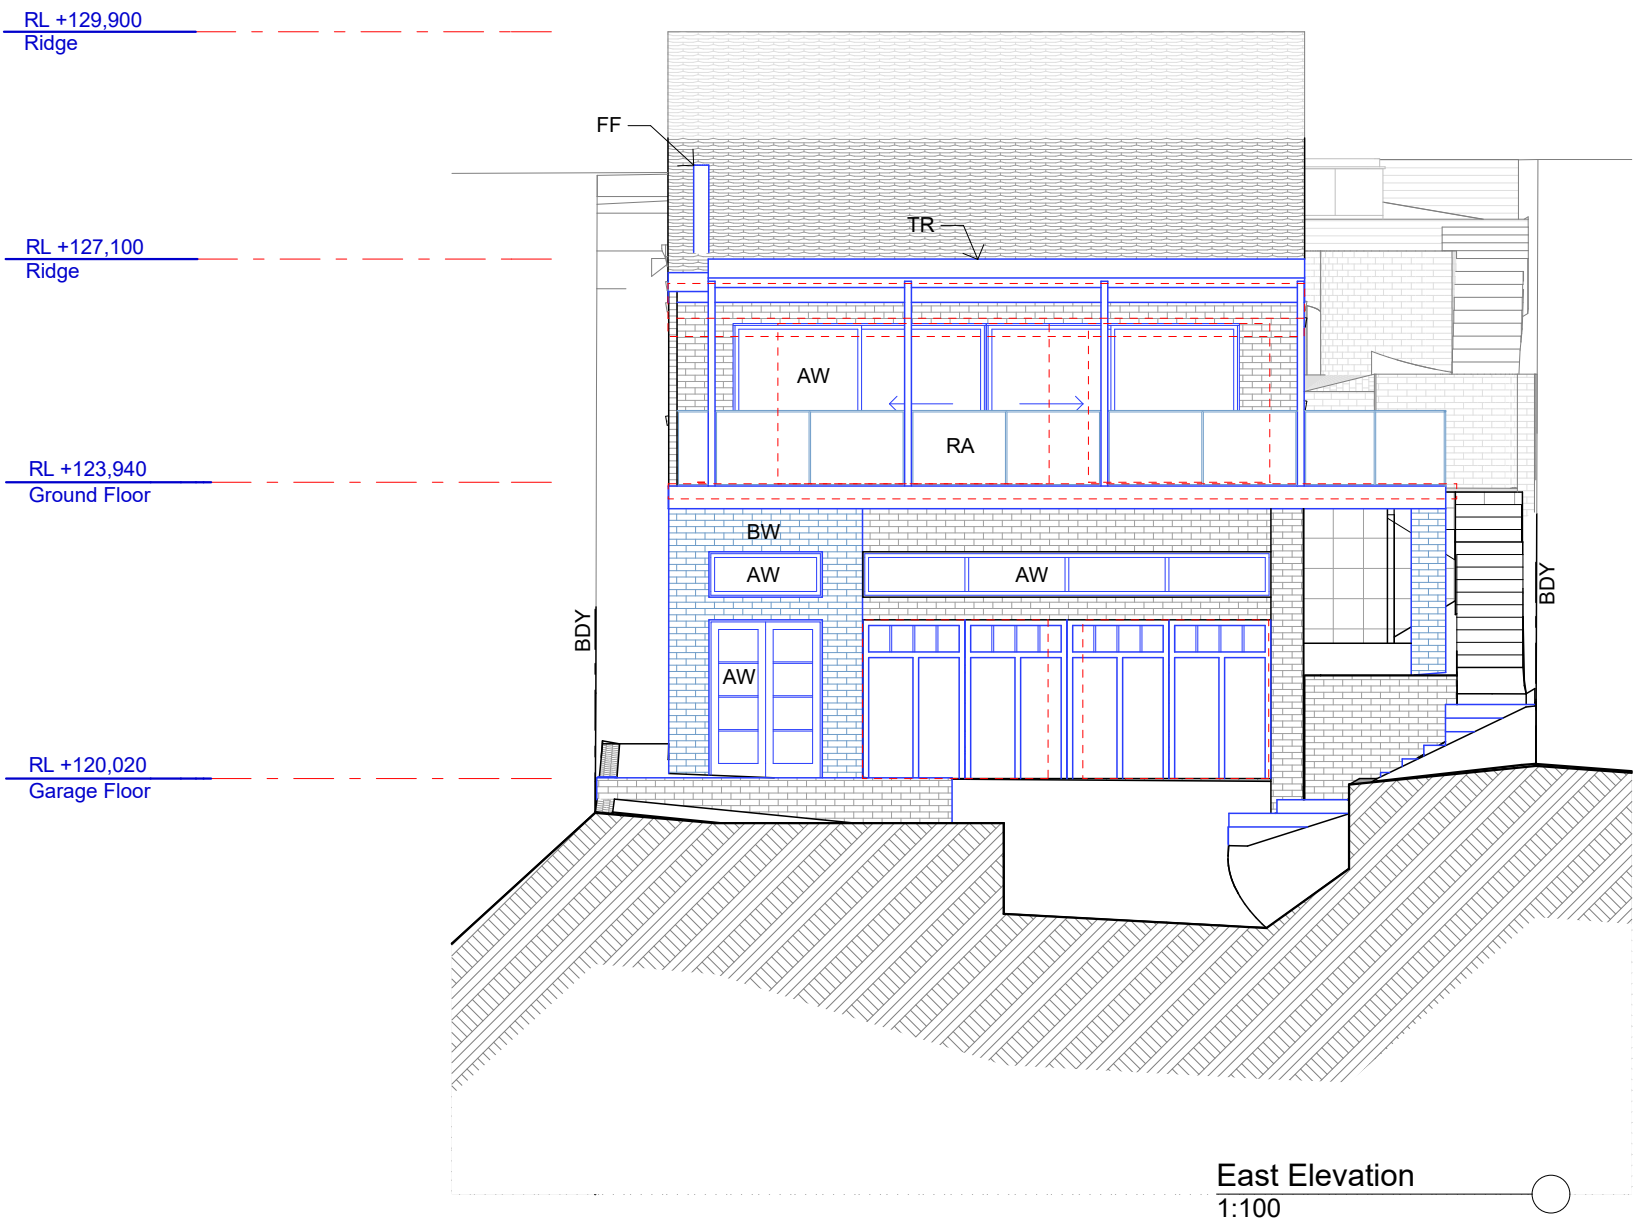 RL +129,900
Ridge
FF
TR
RL +127,100
Ridge
AW
RA
RL +123,940
Ground Floor
BW
AW
AW
BDY
BDY
AW
RL +120,020
Garage Floor
East Elevation
1:100